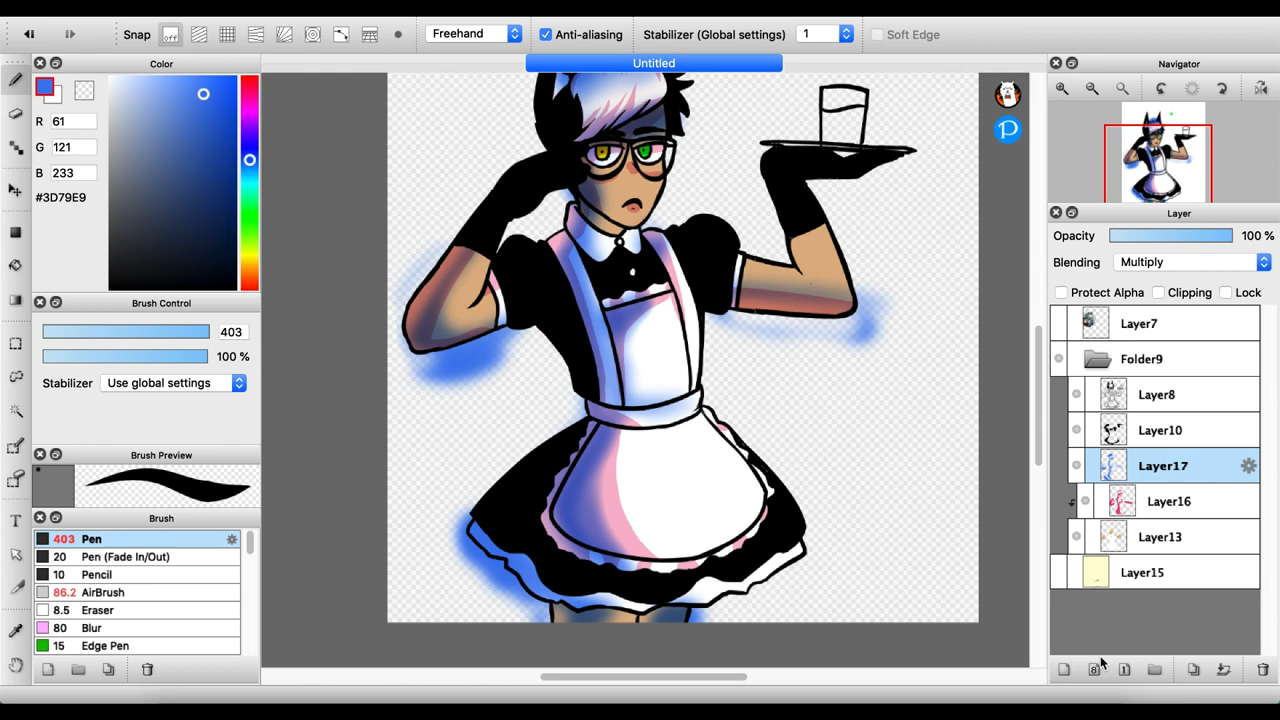 Snap
off
Freehand
Anti-aliasing
Stabilizer (Global settings)
1
Soft Edge
Color
Untitled
Navigator
R 61
G 121
B 233
#3D79E9
Layer
Opacity
100 %
Blending
Multiply
Protect Alpha
Clipping
Lock
Brush Control
403
100 %
Stabilizer
Use global settings
Layer7
Folder9
Layer8
Layer10
Layer17
Layer16
Layer13
Layer15
Brush Preview
Brush
403 Pen
20 Pen (Fade In/Out)
10 Pencil
86.2 AirBrush
8.5 Eraser
80 Blur
15 Edge Pen
T
P
8
1